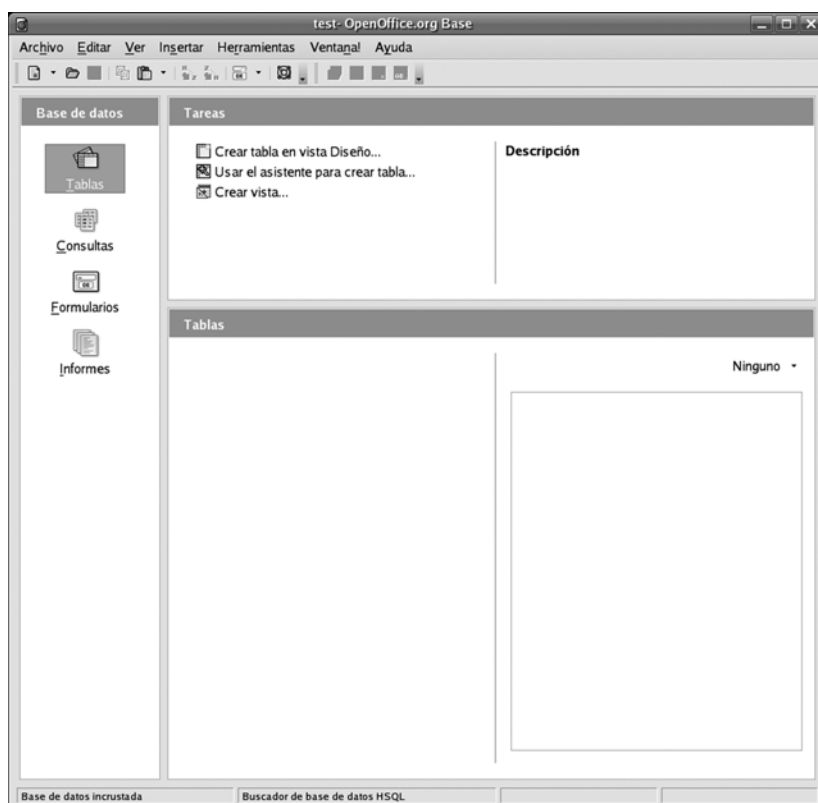 test- OpenOffice.org Base
Archivo Editar Ver Insertar Herramientas Ventana! Ayuda
Base de datos
Tablas
Consultas
Formularios
Informes
Tareas
Crear tabla en vista Diseño...
Usar el asistente para crear tabla...
Crear vista...
Descripción
Tablas
Ninguno
Base de datos incrustada
Buscador de base de datos HSQL